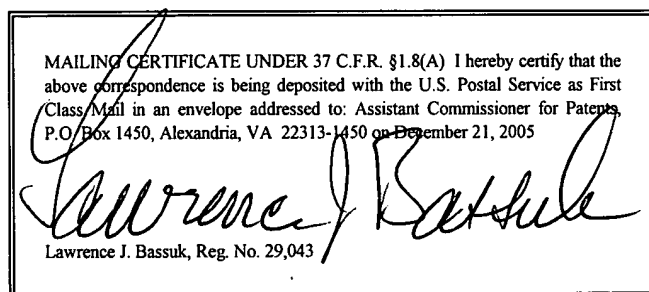 MAILING CERTIFICATE UNDER 37 C.F.R. §1.8(A) I hereby certify that the
above correspondence is being deposited with the U.S. Postal Service as First
Class Mail in an envelope addressed to: Assistant Commissioner for Patents,
P.O. Box 1450, Alexandria, VA 22313-1450 on December 21, 2005
Lawrence J Bassuk
Lawrence J. Bassuk, Reg. No. 29,043